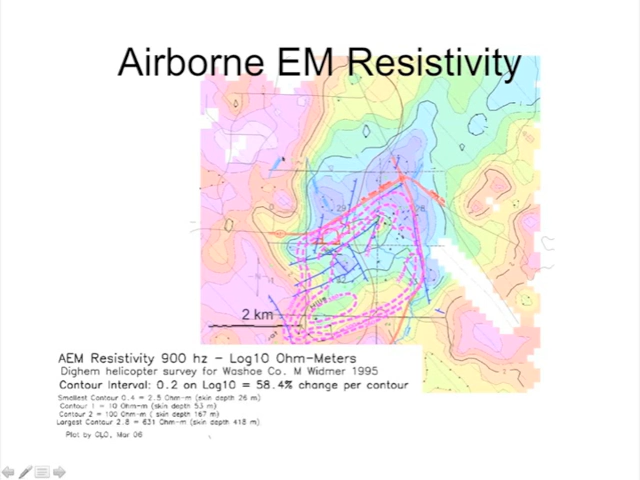 Airborne EM Resistivity
29
28
2 km
AEM Resistivity 900 hz - Log10 Ohm-Meters
Dighem helicopter survey for Washoe Co. M Widmer 1995
Contour Interval: 0.2 on Log10 = 58.4% change per contour
Smallest Contour 0.4 = 2.5 Ohm-m (skin depth 26 m)
Contour 1 = 10 Ohm-m (skin depth 53 m)
Contour 2 = 100 Ohm-m ( skin depth 167 m)
Largest Contour 2.8 = 631 Ohm-m (skin depth 418 m)
Plot by GLO, Mar 06